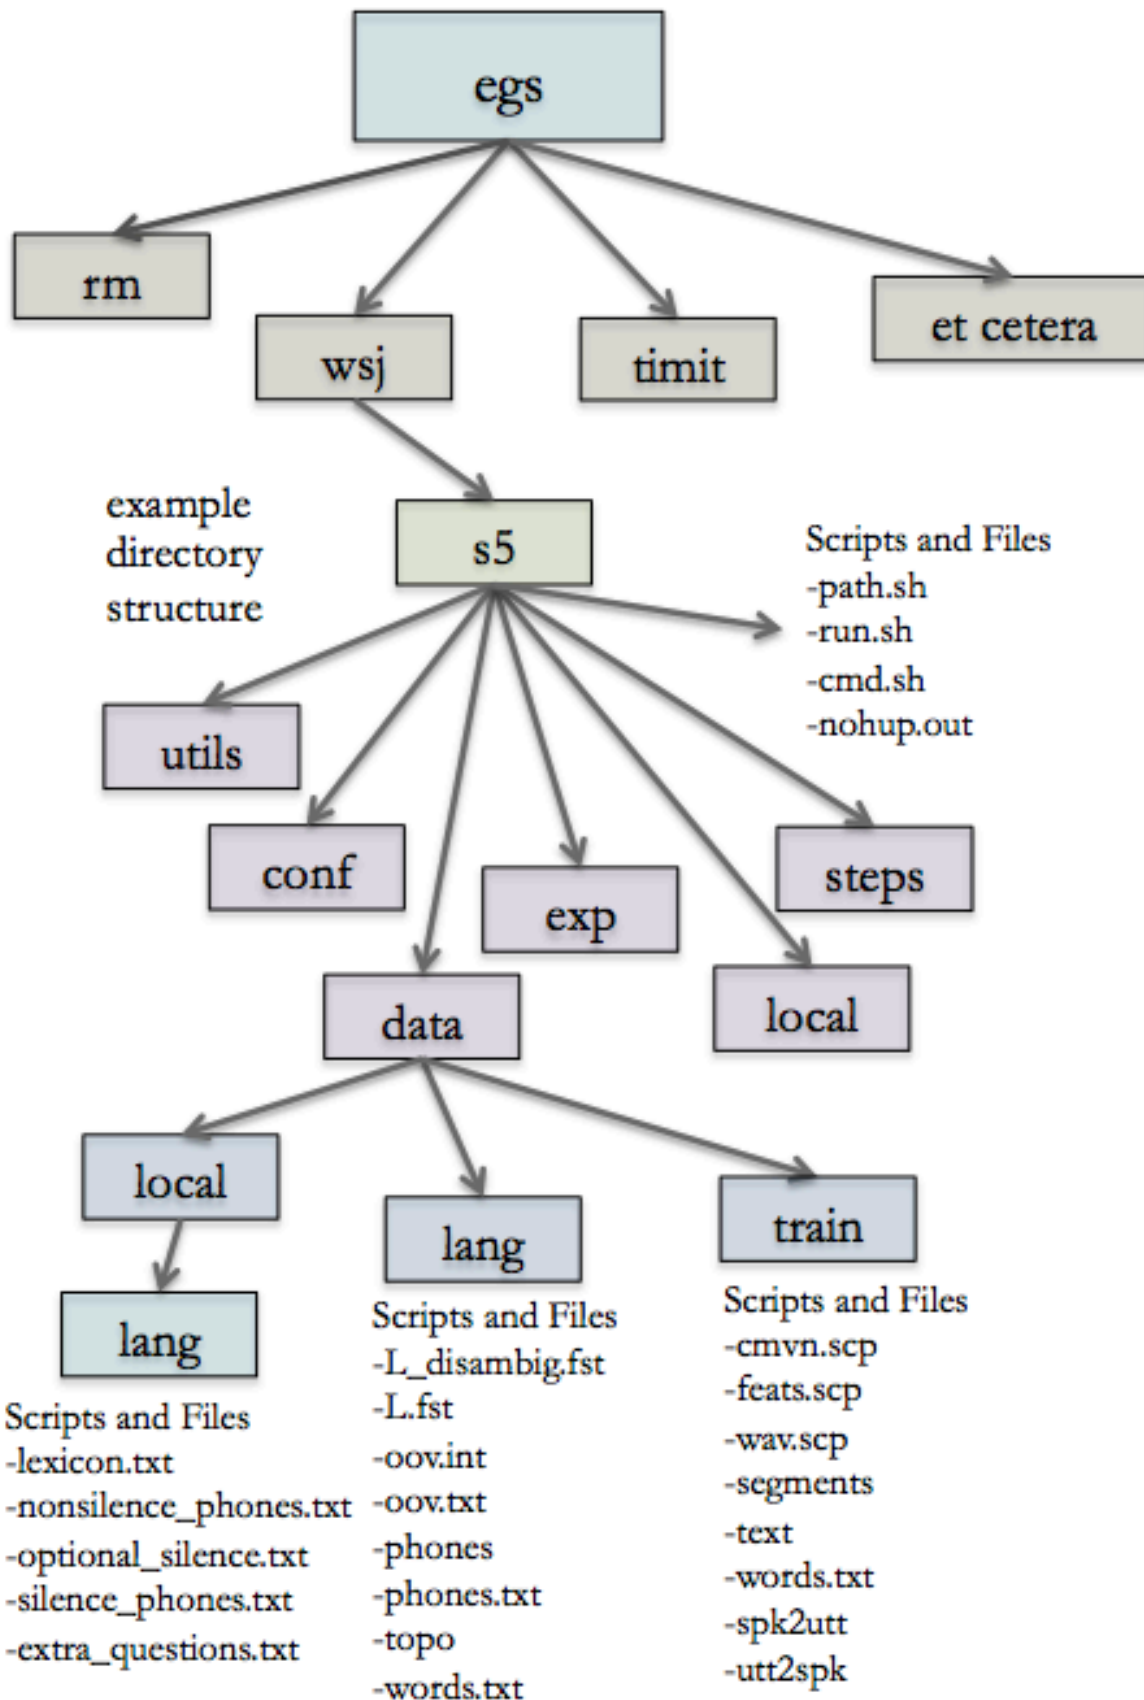 egs
rm
wsj
timit
et cetera
example
directory
structure
s5
Scripts and Files
-path.sh
-run.sh
-cmd.sh
-nohup.out
utils
conf
exp
steps
data
local
local
lang
train
lang
Scripts and Files
-lexicon.txt
-nonsilence_phones.txt
-optional_silence.txt
-silence_phones.txt
-extra_questions.txt
Scripts and Files
-L_disambig.fst
-L.fst
-oov.int
-oov.txt
-phones
-phones.txt
-topo
-words.txt
Scripts and Files
-cmvn.scp
-feats.scp
-wav.scp
-segments
-text
-words.txt
-spk2utt
-utt2spk